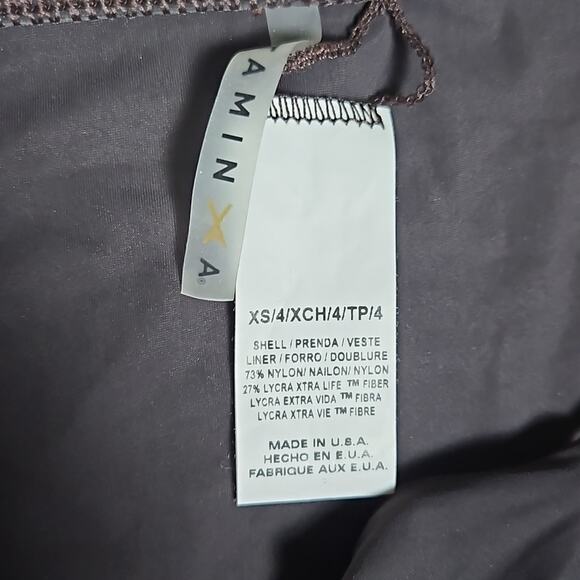 AMINXA®
XS/4/XCH/4/TP/4
SHELL / PRENDA / VESTE
LINER / FORRO / DOUBLURE
73% NYLON/ NAILON/ NYLON
27% LYCRA XTRA LIFE ™ FIBER
LYCRA EXTRA VIDA ™ FIBRA
LYCRA XTRA VIE ™ FIBRE
MADE IN U.S.A.
HECHO EN E.U.A.
FABRIQUE AUX E.U.A.